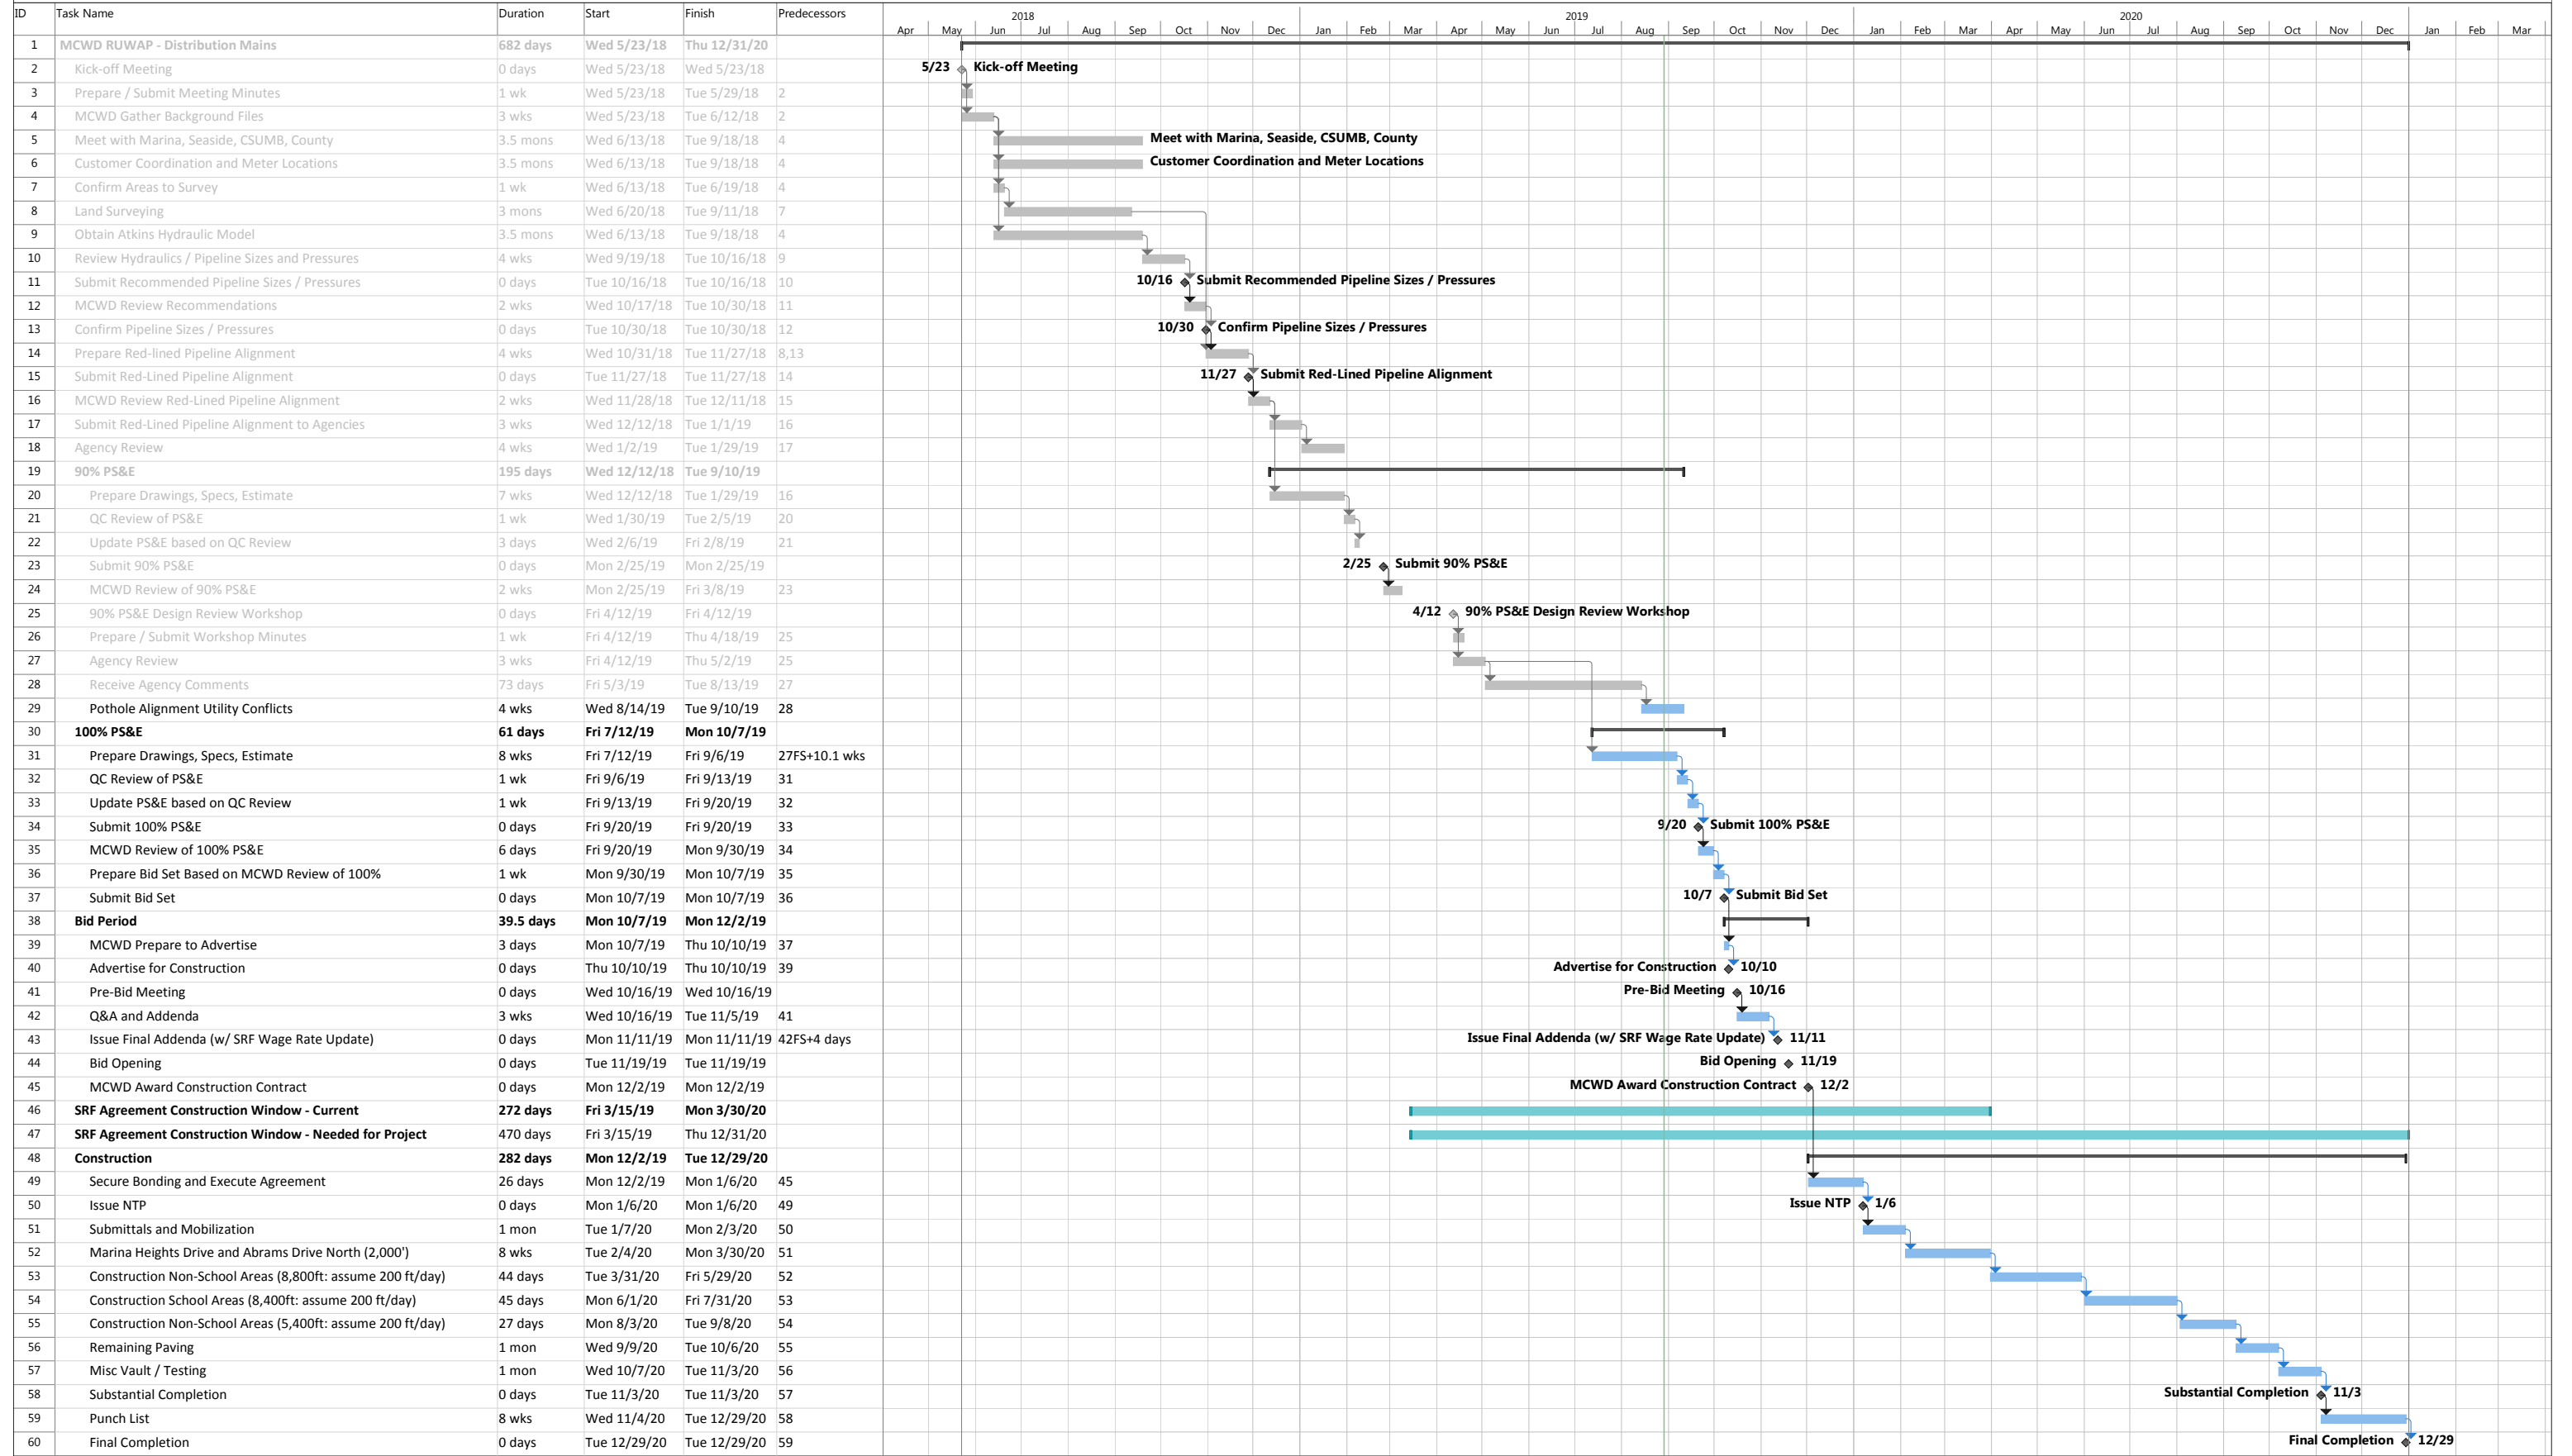 ID Task Name Duration Start Finish Predecessors
2018 2019 2020
Apr May Jun Jul Aug Sep Oct Nov Dec Jan Feb Mar Apr May Jun Jul Aug Sep Oct Nov Dec Jan Feb Mar Apr May Jun Jul Aug Sep Oct Nov Dec Jan Feb Mar
1 MCWD RUWAP - Distribution Mains 682 days Wed 5/23/18 Thu 12/31/20
2 Kick-off Meeting 0 days Wed 5/23/18 Wed 5/23/18 5/23 Kick-off Meeting
3 Prepare / Submit Meeting Minutes 1 wk Wed 5/23/18 Tue 5/29/18 2
4 MCWD Gather Background Files 3 wks Wed 5/23/18 Tue 6/12/18 2
5 Meet with Marina, Seaside, CSUMB, County 3.5 mons Wed 6/13/18 Tue 9/18/18 4 Meet with Marina, Seaside, CSUMB, County
6 Customer Coordination and Meter Locations 3.5 mons Wed 6/13/18 Tue 9/18/18 4 Customer Coordination and Meter Locations
7 Confirm Areas to Survey 1 wk Wed 6/13/18 Tue 6/19/18 4
8 Land Surveying 3 mons Wed 6/20/18 Tue 9/11/18 7
9 Obtain Atkins Hydraulic Model 3.5 mons Wed 6/13/18 Tue 9/18/18 4
10 Review Hydraulics / Pipeline Sizes and Pressures 4 wks Wed 9/19/18 Tue 10/16/18 9
11 Submit Recommended Pipeline Sizes / Pressures 0 days Tue 10/16/18 Tue 10/16/18 10 10/16 Submit Recommended Pipeline Sizes / Pressures
12 MCWD Review Recommendations 2 wks Wed 10/17/18 Tue 10/30/18 11
13 Confirm Pipeline Sizes / Pressures 0 days Tue 10/30/18 Tue 10/30/18 12 10/30 Confirm Pipeline Sizes / Pressures
14 Prepare Red-lined Pipeline Alignment 4 wks Wed 10/31/18 Tue 11/27/18 8,13
15 Submit Red-Lined Pipeline Alignment 0 days Tue 11/27/18 Tue 11/27/18 14 11/27 Submit Red-Lined Pipeline Alignment
16 MCWD Review Red-Lined Pipeline Alignment 2 wks Wed 11/28/18 Tue 12/11/18 15
17 Submit Red-Lined Pipeline Alignment to Agencies 3 wks Wed 12/12/18 Tue 1/1/19 16
18 Agency Review 4 wks Wed 1/2/19 Tue 1/29/19 17
19 90% PS&E 195 days Wed 12/12/18 Tue 9/10/19
20 Prepare Drawings, Specs, Estimate 7 wks Wed 12/12/18 Tue 1/29/19 16
21 QC Review of PS&E 1 wk Wed 1/30/19 Tue 2/5/19 20
22 Update PS&E based on QC Review 3 days Wed 2/6/19 Fri 2/8/19 21
23 Submit 90% PS&E 0 days Mon 2/25/19 Mon 2/25/19 2/25 Submit 90% PS&E
24 MCWD Review of 90% PS&E 2 wks Mon 2/25/19 Fri 3/8/19 23
25 90% PS&E Design Review Workshop 0 days Fri 4/12/19 Fri 4/12/19 4/12 90% PS&E Design Review Workshop
26 Prepare / Submit Workshop Minutes 1 wk Fri 4/12/19 Thu 4/18/19 25
27 Agency Review 3 wks Fri 4/12/19 Thu 5/2/19 25
28 Receive Agency Comments 73 days Fri 5/3/19 Tue 8/13/19 27
29 Pothole Alignment Utility Conflicts 4 wks Wed 8/14/19 Tue 9/10/19 28
30 100% PS&E 61 days Fri 7/12/19 Mon 10/7/19
31 Prepare Drawings, Specs, Estimate 8 wks Fri 7/12/19 Fri 9/6/19 27FS+10.1 wks
32 QC Review of PS&E 1 wk Fri 9/6/19 Fri 9/13/19 31
33 Update PS&E based on QC Review 1 wk Fri 9/13/19 Fri 9/20/19 32
34 Submit 100% PS&E 0 days Fri 9/20/19 Fri 9/20/19 33 9/20 Submit 100% PS&E
35 MCWD Review of 100% PS&E 6 days Fri 9/20/19 Mon 9/30/19 34
36 Prepare Bid Set Based on MCWD Review of 100% 1 wk Mon 9/30/19 Mon 10/7/19 35
37 Submit Bid Set 0 days Mon 10/7/19 Mon 10/7/19 36 10/7 Submit Bid Set
38 Bid Period 39.5 days Mon 10/7/19 Mon 12/2/19
39 MCWD Prepare to Advertise 3 days Mon 10/7/19 Thu 10/10/19 37
40 Advertise for Construction 0 days Thu 10/10/19 Thu 10/10/19 39 Advertise for Construction 10/10
41 Pre-Bid Meeting 0 days Wed 10/16/19 Wed 10/16/19 Pre-Bid Meeting 10/16
42 Q&A and Addenda 3 wks Wed 10/16/19 Tue 11/5/19 41
43 Issue Final Addenda (w/ SRF Wage Rate Update) 0 days Mon 11/11/19 Mon 11/11/19 42FS+4 days Issue Final Addenda (w/ SRF Wage Rate Update) 11/11
44 Bid Opening 0 days Tue 11/19/19 Tue 11/19/19 Bid Opening 11/19
45 MCWD Award Construction Contract 0 days Mon 12/2/19 Mon 12/2/19 MCWD Award Construction Contract 12/2
46 SRF Agreement Construction Window - Current 272 days Fri 3/15/19 Mon 3/30/20
47 SRF Agreement Construction Window - Needed for Project 470 days Fri 3/15/19 Thu 12/31/20
48 Construction 282 days Mon 12/2/19 Tue 12/29/20
49 Secure Bonding and Execute Agreement 26 days Mon 12/2/19 Mon 1/6/20 45
50 Issue NTP 0 days Mon 1/6/20 Mon 1/6/20 49 Issue NTP 1/6
51 Submittals and Mobilization 1 mon Tue 1/7/20 Mon 2/3/20 50
52 Marina Heights Drive and Abrams Drive North (2,000') 8 wks Tue 2/4/20 Mon 3/30/20 51
53 Construction Non-School Areas (8,800ft: assume 200 ft/day) 44 days Tue 3/31/20 Fri 5/29/20 52
54 Construction School Areas (8,400ft: assume 200 ft/day) 45 days Mon 6/1/20 Fri 7/31/20 53
55 Construction Non-School Areas (5,400ft: assume 200 ft/day) 27 days Mon 8/3/20 Tue 9/8/20 54
56 Remaining Paving 1 mon Wed 9/9/20 Tue 10/6/20 55
57 Misc Vault / Testing 1 mon Wed 10/7/20 Tue 11/3/20 56
58 Substantial Completion 0 days Tue 11/3/20 Tue 11/3/20 57 Substantial Completion 11/3
59 Punch List 8 wks Wed 11/4/20 Tue 12/29/20 58
60 Final Completion 0 days Tue 12/29/20 Tue 12/29/20 59 Final Completion 12/29